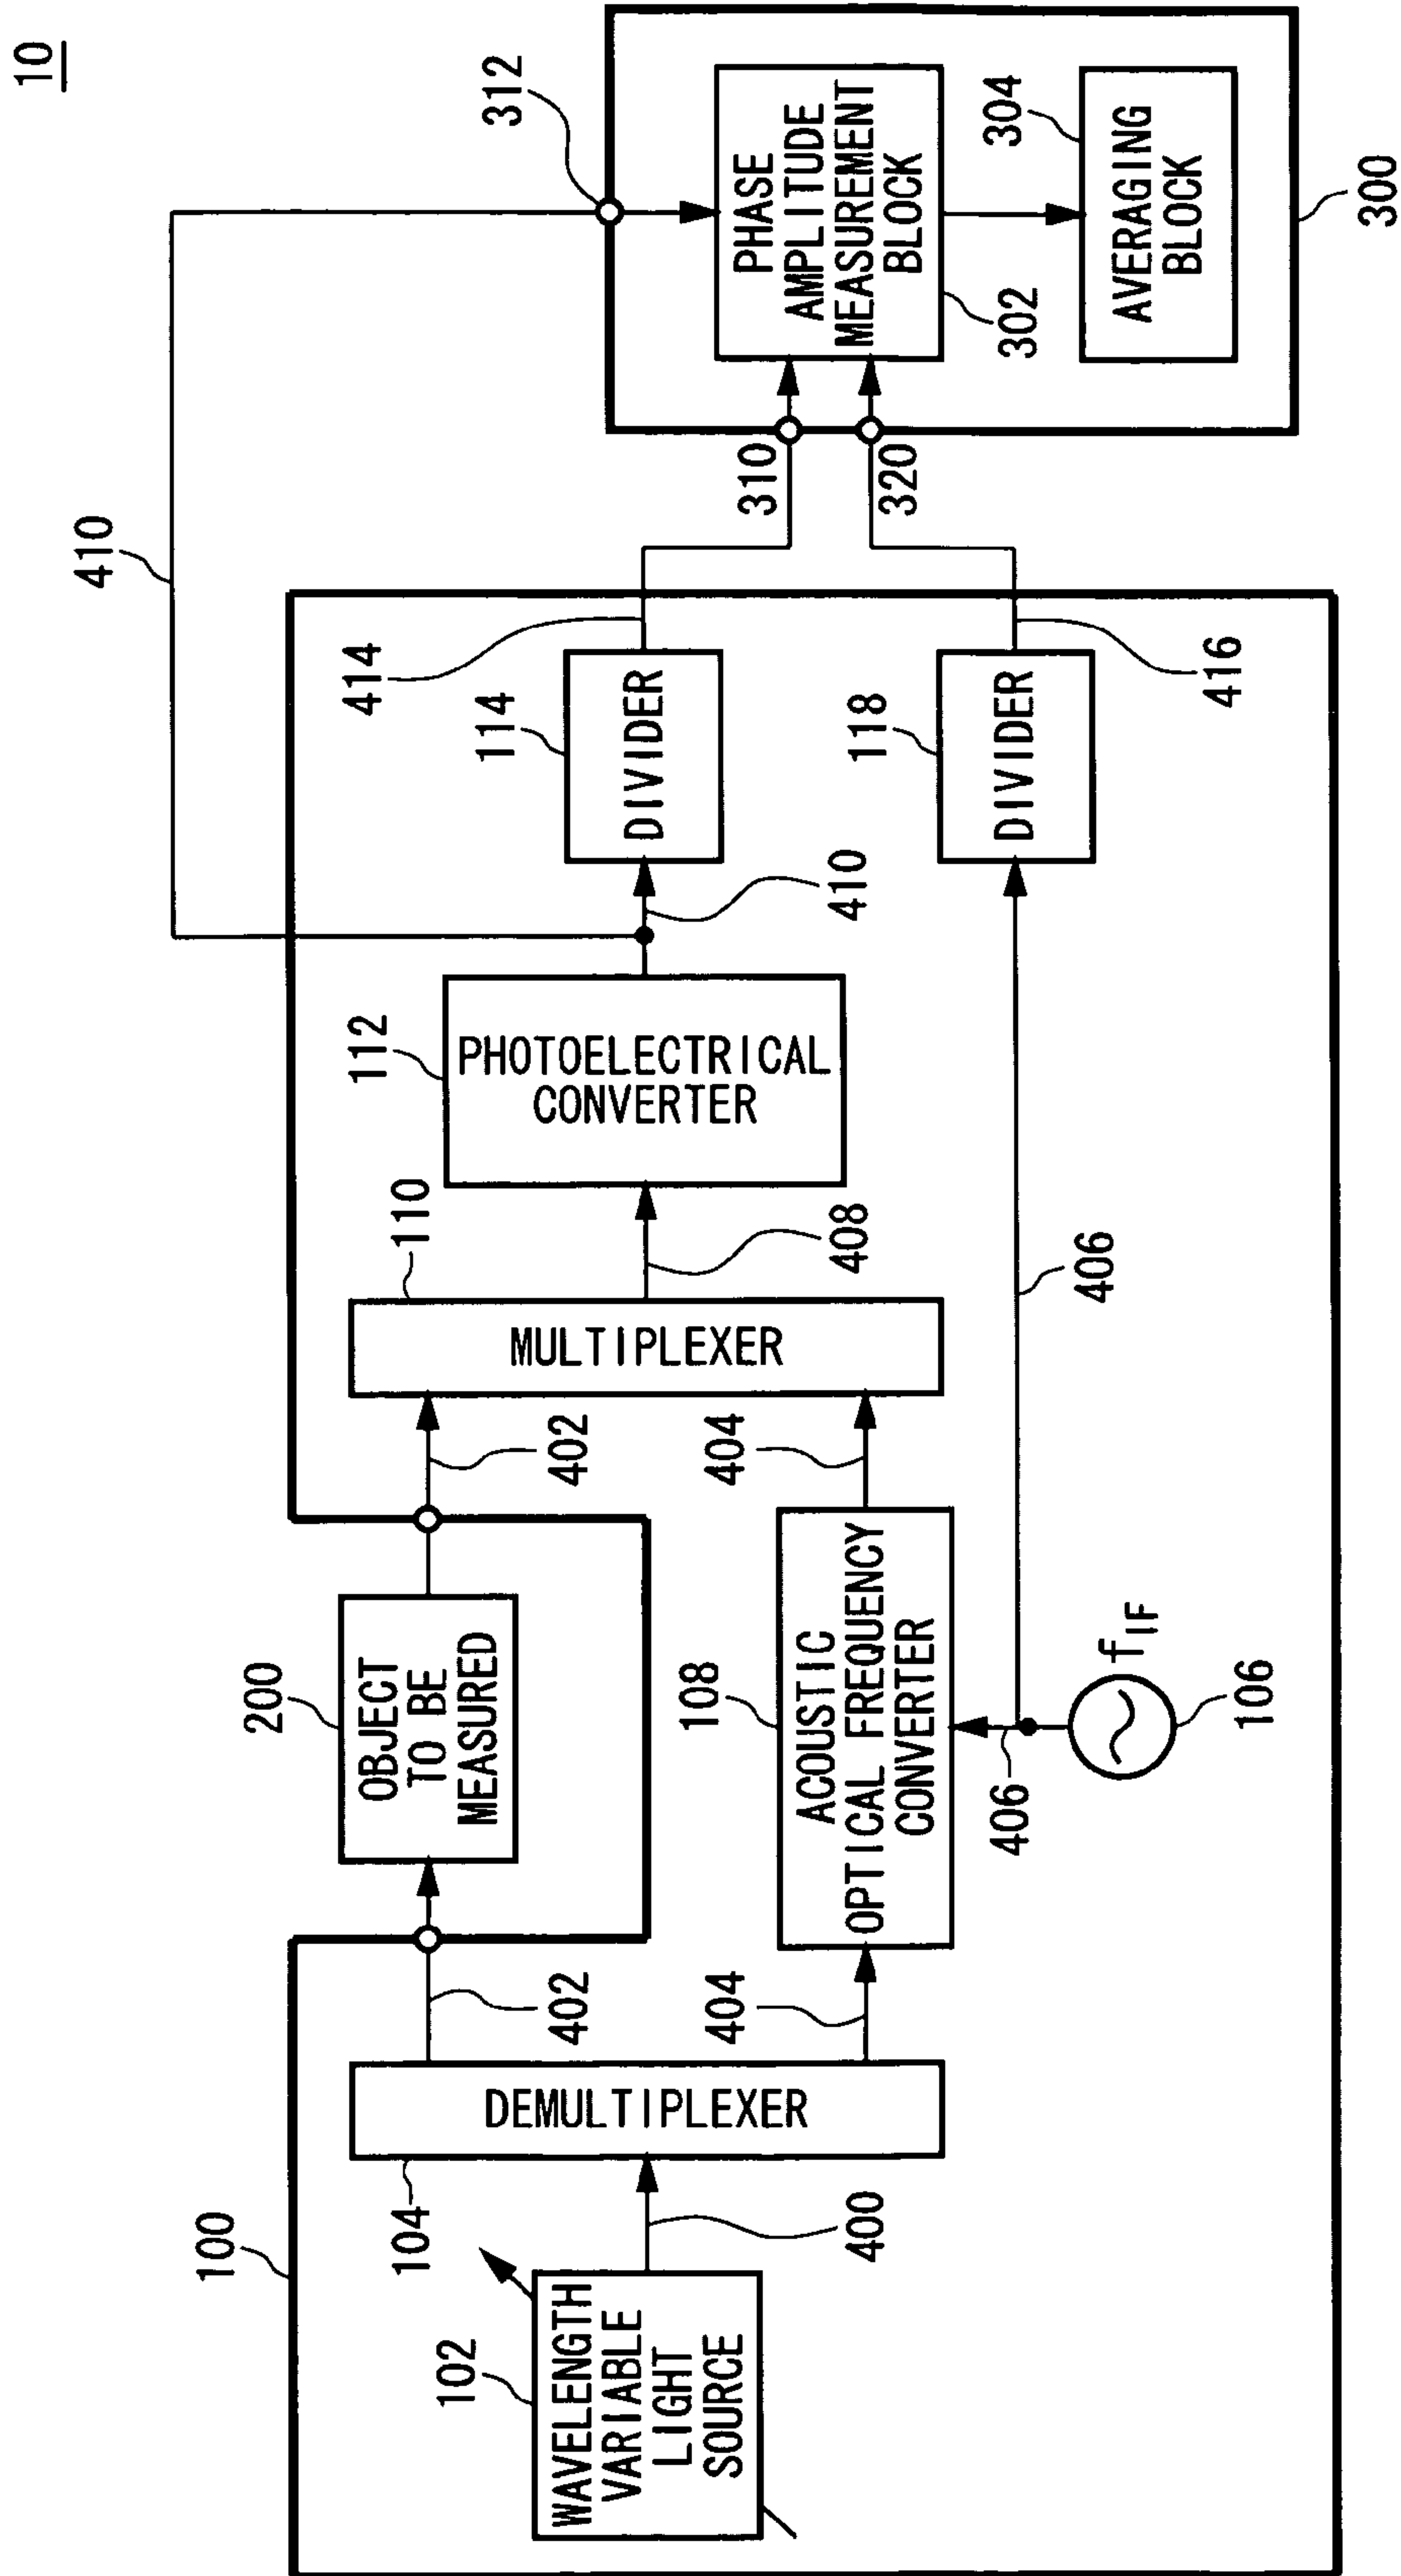 10
410
312
PHASE
AMPLITUDE
MEASUREMENT
BLOCK
302
304
AVERAGING
BLOCK
300
310
320
100
102
WAVELENGTH
VARIABLE
LIGHT
SOURCE
400
104
DEMULTIPLEXER
402
404
200
OBJECT
TO BE
MEASURED
108
ACOUSTIC
OPTICAL FREQUENCY
CONVERTER
406
fIF
106
402
404
110
MULTIPLEXER
408
406
112
PHOTOELECTRICAL
CONVERTER
410
114
DIVIDER
414
118
DIVIDER
416